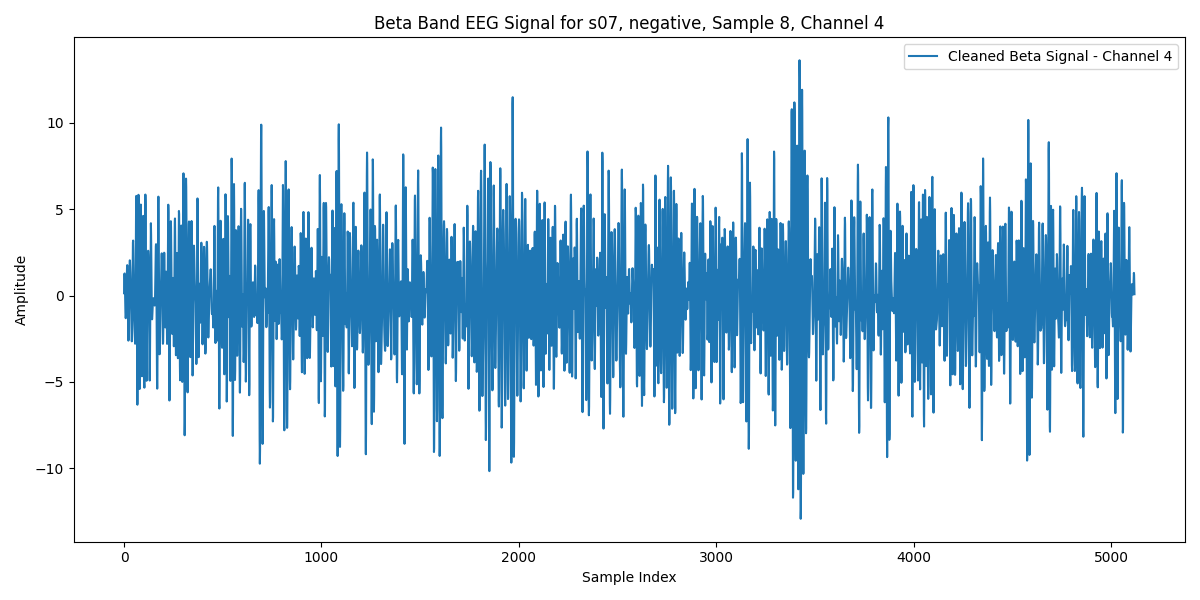 Beta Band EEG Signal for s07, negative, Sample 8, Channel 4
Cleaned Beta Signal - Channel 4
Amplitude
10
5
0
−5
−10
0
1000
2000
3000
4000
5000
Sample Index